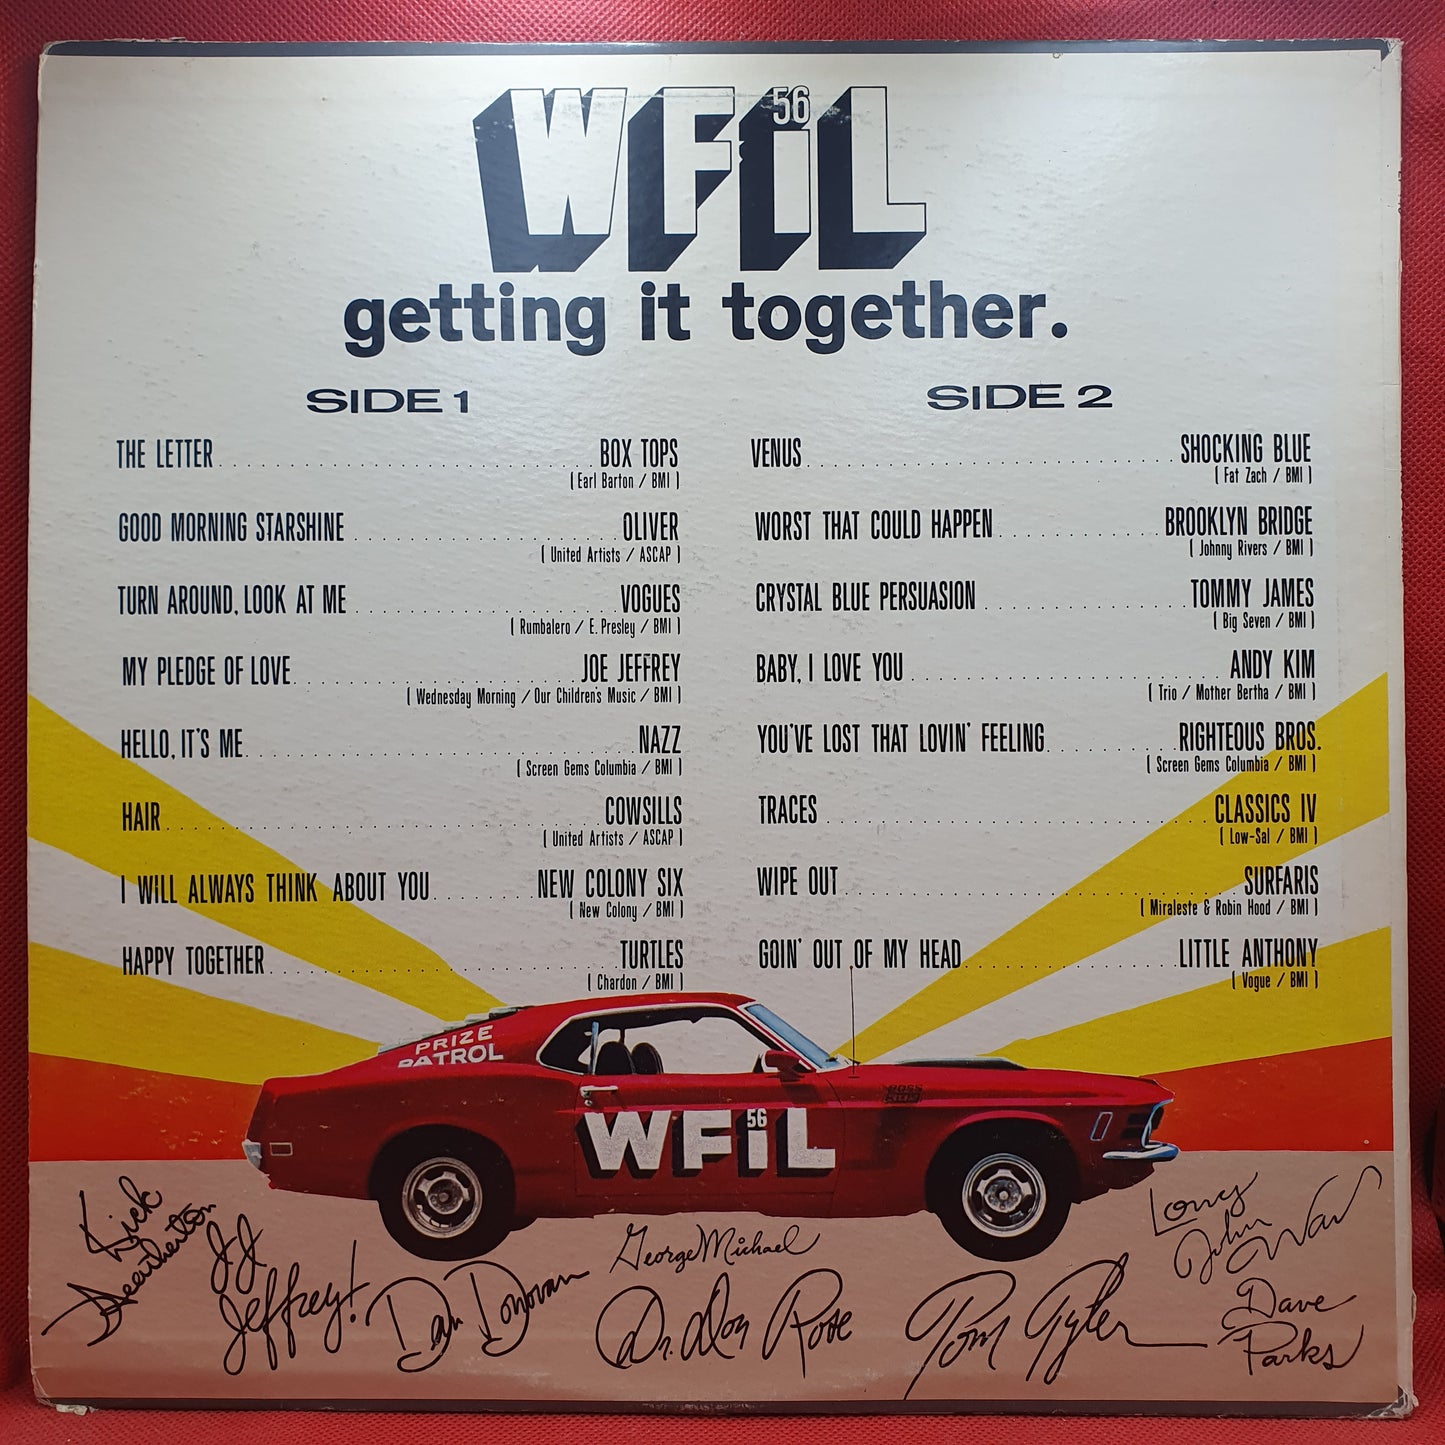 WFiL 56
getting it together.
SIDE 1
THE LETTER BOX TOPS
( Earl Barton / BMI )
GOOD MORNING STARSHINE OLIVER
( United Artists / ASCAP )
TURN AROUND, LOOK AT ME VOGUES
( Rumbalero / E. Presley / BMI )
MY PLEDGE OF LOVE JOE JEFFREY
( Wednesday Morning / Our Children's Music / BMI )
HELLO, IT'S ME NAZZ
( Screen Gems Columbia / BMI )
HAIR COWSILLS
( United Artists / ASCAP )
I WILL ALWAYS THINK ABOUT YOU NEW COLONY SIX
( New Colony / BMI )
HAPPY TOGETHER TURTLES
( Chardon / BMI )
SIDE 2
VENUS SHOCKING BLUE
( Fat Zach / BMI )
WORST THAT COULD HAPPEN BROOKLYN BRIDGE
( Johnny Rivers / BMI )
CRYSTAL BLUE PERSUASION TOMMY JAMES
( Big Seven / BMI )
BABY, I LOVE YOU ANDY KIM
( Trio / Mother Bertha / BMI )
YOU'VE LOST THAT LOVIN' FEELING RIGHTEOUS BROS.
( Screen Gems Columbia / BMI )
TRACES CLASSICS IV
( Low-Sal / BMI )
WIPE OUT SURFARIS
( Miraleste & Robin Hood / BMI )
GOIN' OUT OF MY HEAD LITTLE ANTHONY
( Vogue / BMI )
PRIZE
PATROL
BOSS
WFiL 56
Kick
JJ
Jeffrey!
Dan Donovan
George Michael
Dr. Don Rose
Tom Tyler
Long
John
Dave
Parks